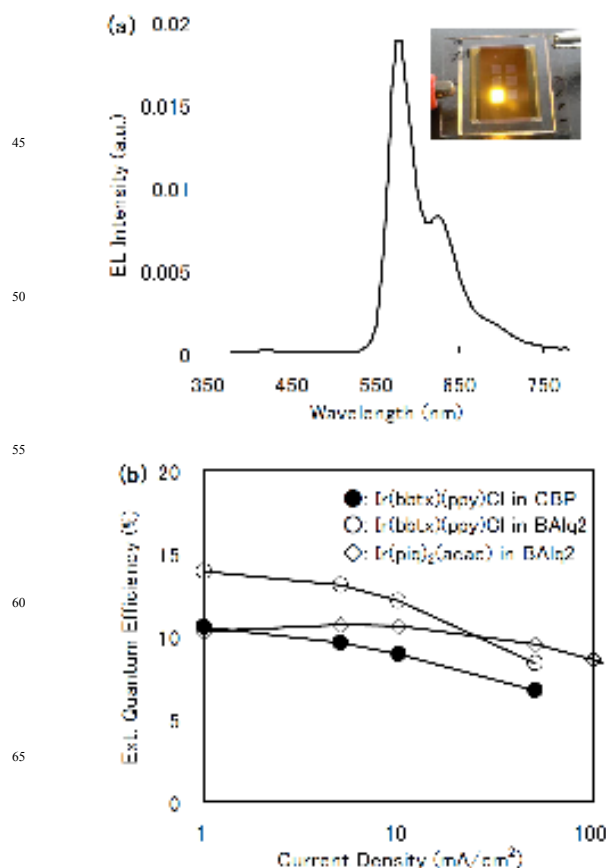 (a)
0.02
0.015
0.01
0.005
0
EL Intensity (a.u.)
350 450 550 650 750
Wavelength (nm)
45
50
55
60
65
(b)
20
15
10
5
0
Ext. Quantum Efficiency (%)
●: Ir(bbtx)(ppy)Cl in CBP
○: Ir(bbtx)(ppy)Cl in BAlq2
◇: Ir(piq)₂(acac) in BAlq2
1 10 100
Current Density (mA/cm²)